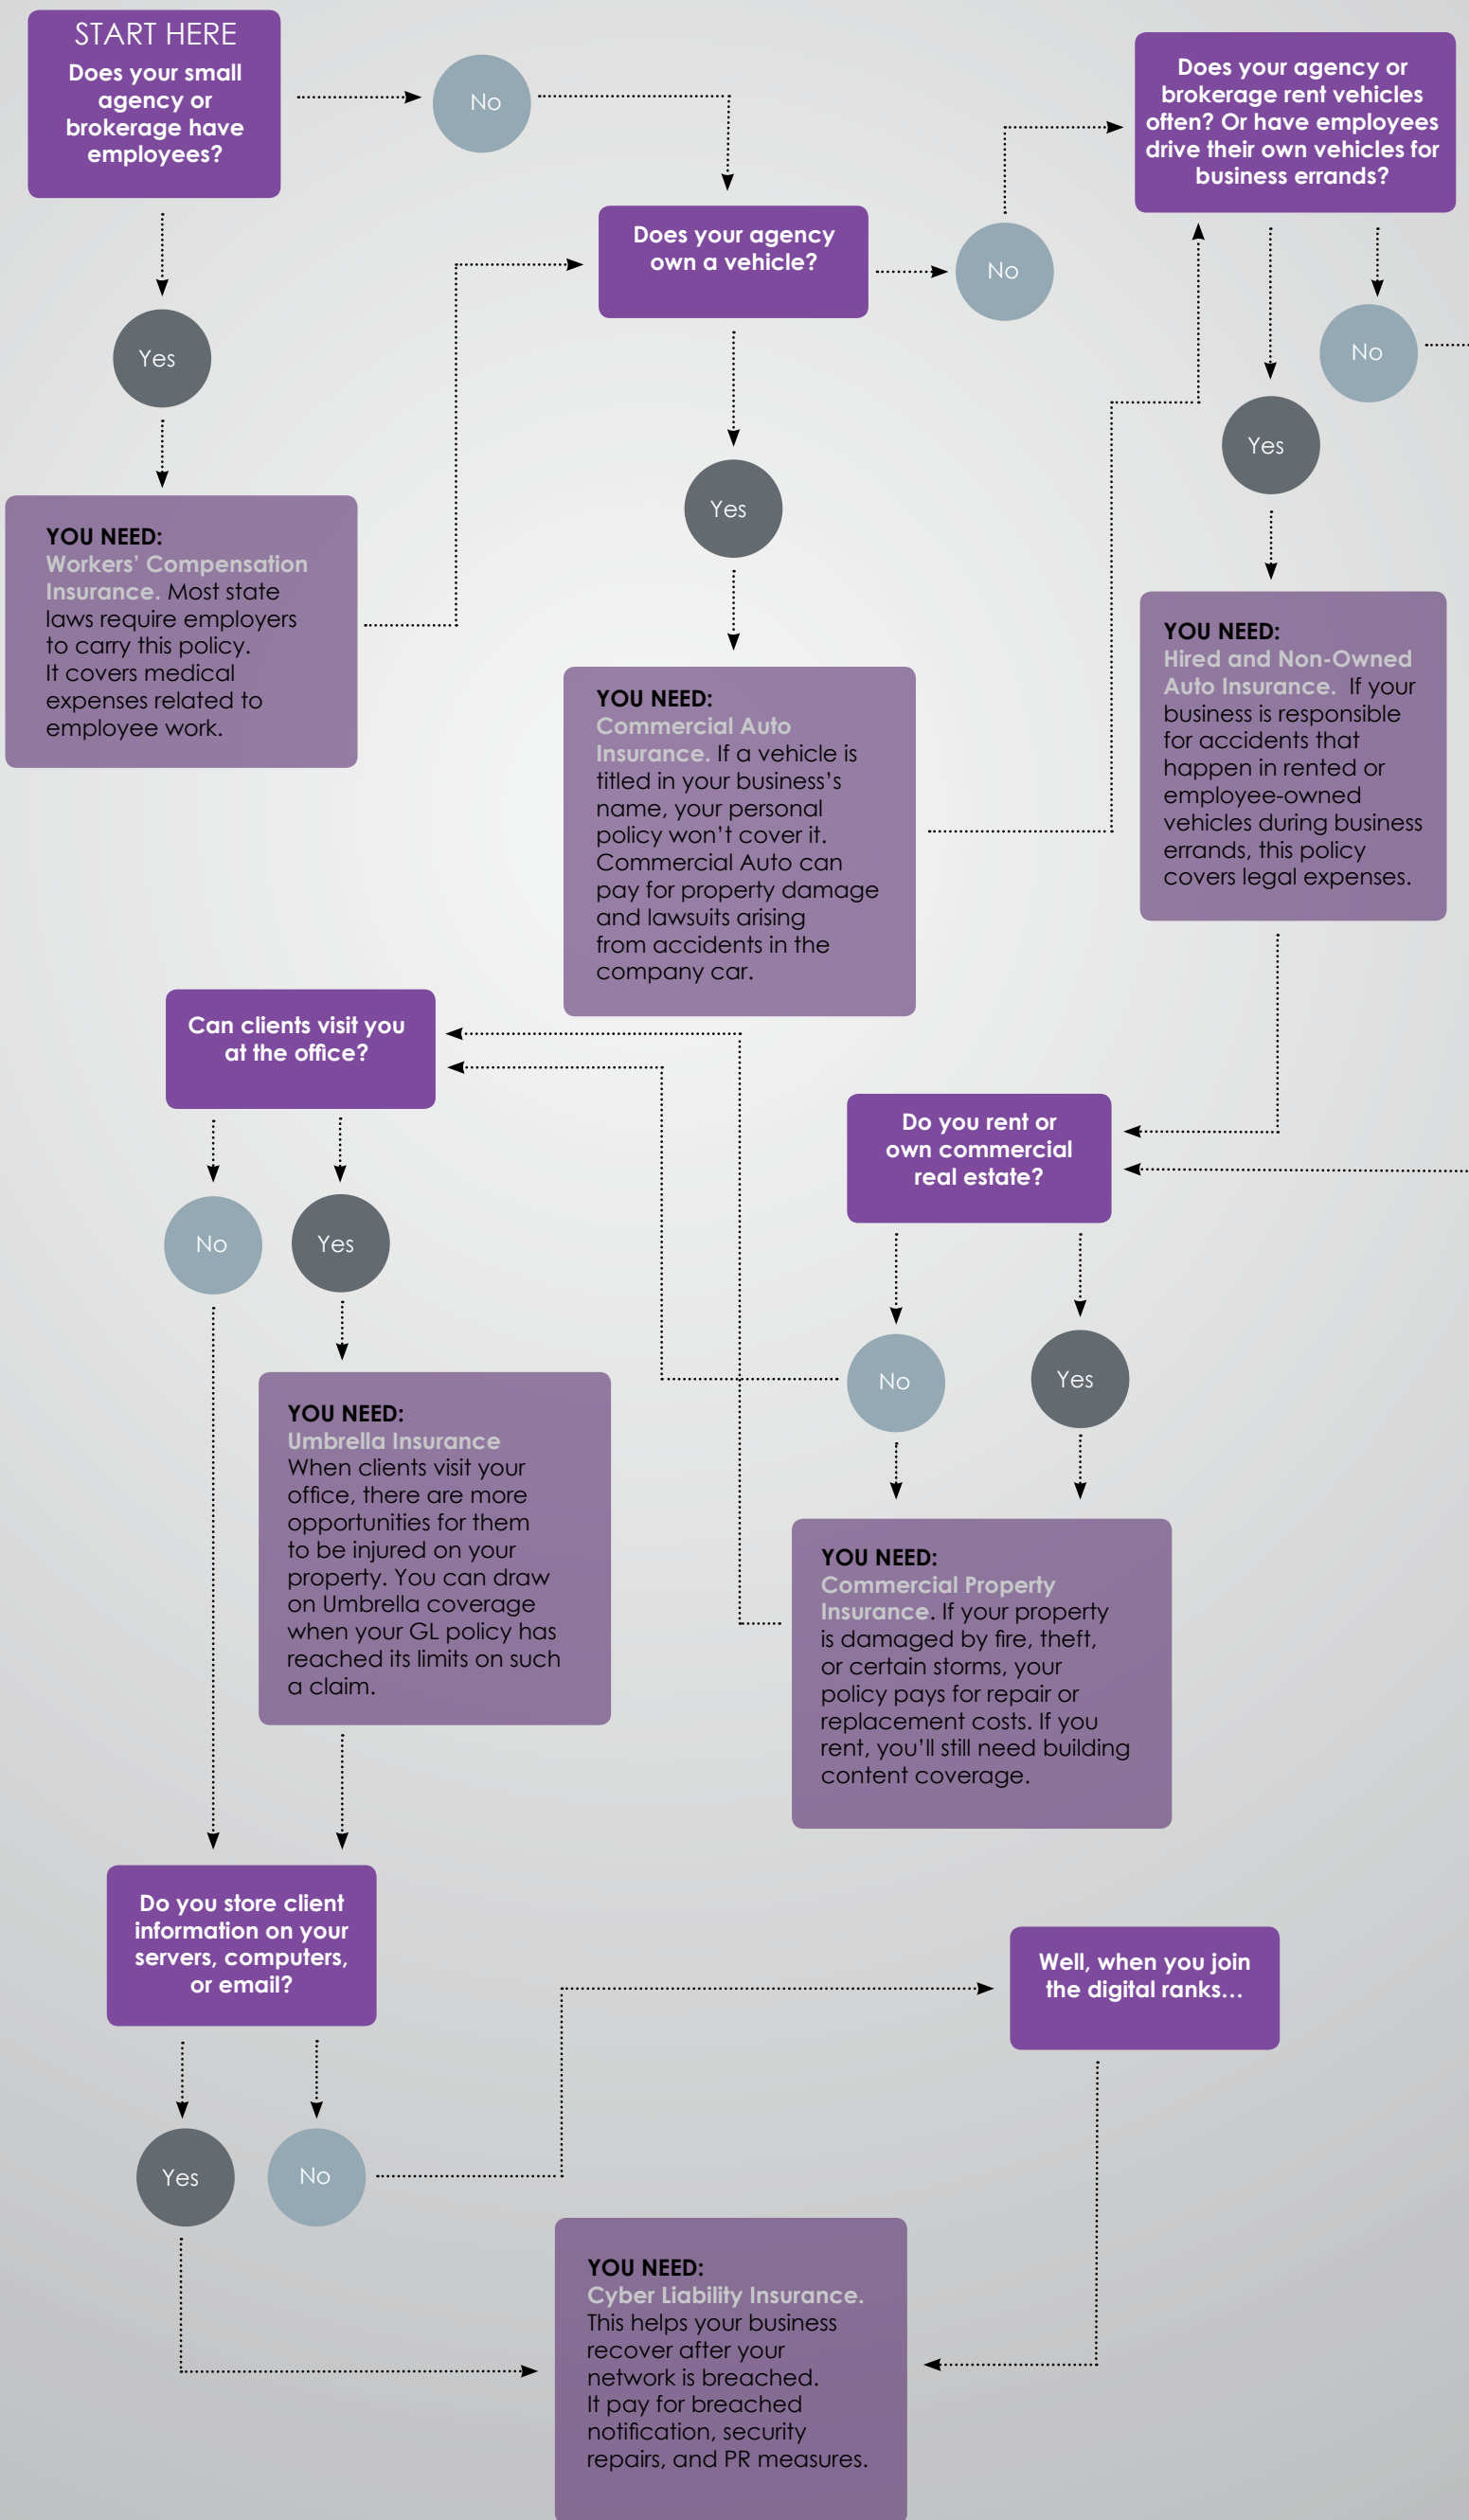 START HERE
Does your small
agency or
brokerage have
employees?
No
Does your agency or
brokerage rent vehicles
often? Or have employees
drive their own vehicles for
business errands?
Does your agency
own a vehicle?
No
No
Yes
Yes
Yes
YOU NEED:
Workers' Compensation
Insurance. Most state
laws require employers
to carry this policy.
It covers medical
expenses related to
employee work.
YOU NEED:
Commercial Auto
Insurance. If a vehicle is
titled in your business's
name, your personal
policy won't cover it.
Commercial Auto can
pay for property damage
and lawsuits arising
from accidents in the
company car.
YOU NEED:
Hired and Non-Owned
Auto Insurance. If your
business is responsible
for accidents that
happen in rented or
employee-owned
vehicles during business
errands, this policy
covers legal expenses.
Can clients visit you
at the office?
Do you rent or
own commercial
real estate?
No
Yes
No
Yes
YOU NEED:
Umbrella Insurance
When clients visit your
office, there are more
opportunities for them
to be injured on your
property. You can draw
on Umbrella coverage
when your GL policy has
reached its limits on such
a claim.
YOU NEED:
Commercial Property
Insurance. If your property
is damaged by fire, theft,
or certain storms, your
policy pays for repair or
replacement costs. If you
rent, you'll still need building
content coverage.
Do you store client
information on your
servers, computers,
or email?
Well, when you join
the digital ranks…
Yes
No
YOU NEED:
Cyber Liability Insurance.
This helps your business
recover after your
network is breached.
It pay for breached
notification, security
repairs, and PR measures.